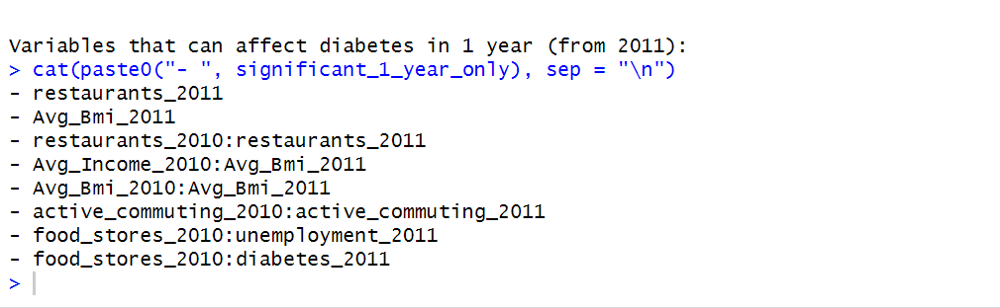 Variables that can affect diabetes in 1 year (from 2011):
> cat(paste0("- ", significant_1_year_only), sep = "\n")
- restaurants_2011
- Avg_Bmi_2011
- restaurants_2010:restaurants_2011
- Avg_Income_2010:Avg_Bmi_2011
- Avg_Bmi_2010:Avg_Bmi_2011
- active_commuting_2010:active_commuting_2011
- food_stores_2010:unemployment_2011
- food_stores_2010:diabetes_2011
>